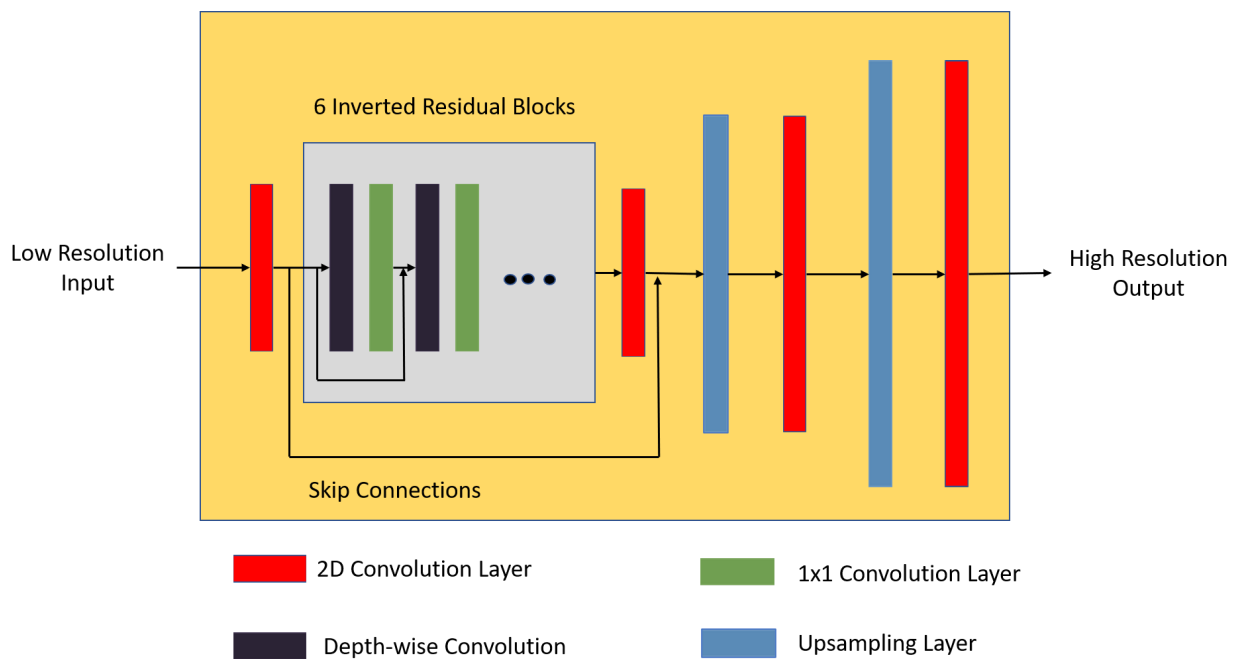 6 Inverted Residual Blocks
Low Resolution
Input
High Resolution
Output
Skip Connections
2D Convolution Layer
1x1 Convolution Layer
Depth-wise Convolution
Upsampling Layer